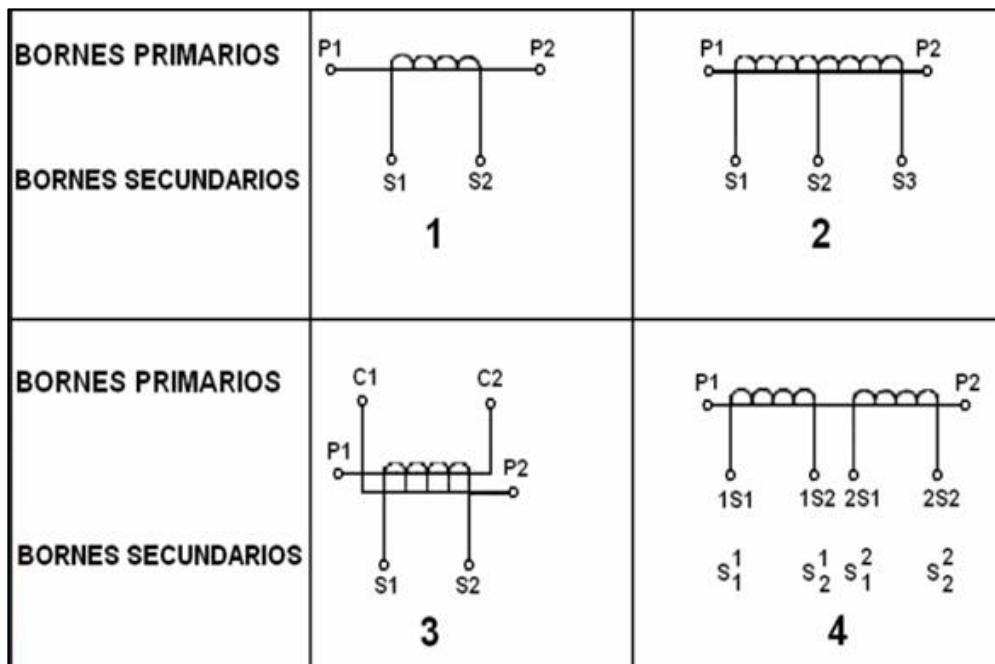 BORNES PRIMARIOS
P1 P2
P1 P2
BORNES SECUNDARIOS
S1 S2
S1 S2 S3
1
2
BORNES PRIMARIOS
C1 C2
P1 P2
P1 P2
1S1 1S2 2S1 2S2
BORNES SECUNDARIOS
S1 S2
S₁¹ S₂¹ S₁² S₂²
3
4